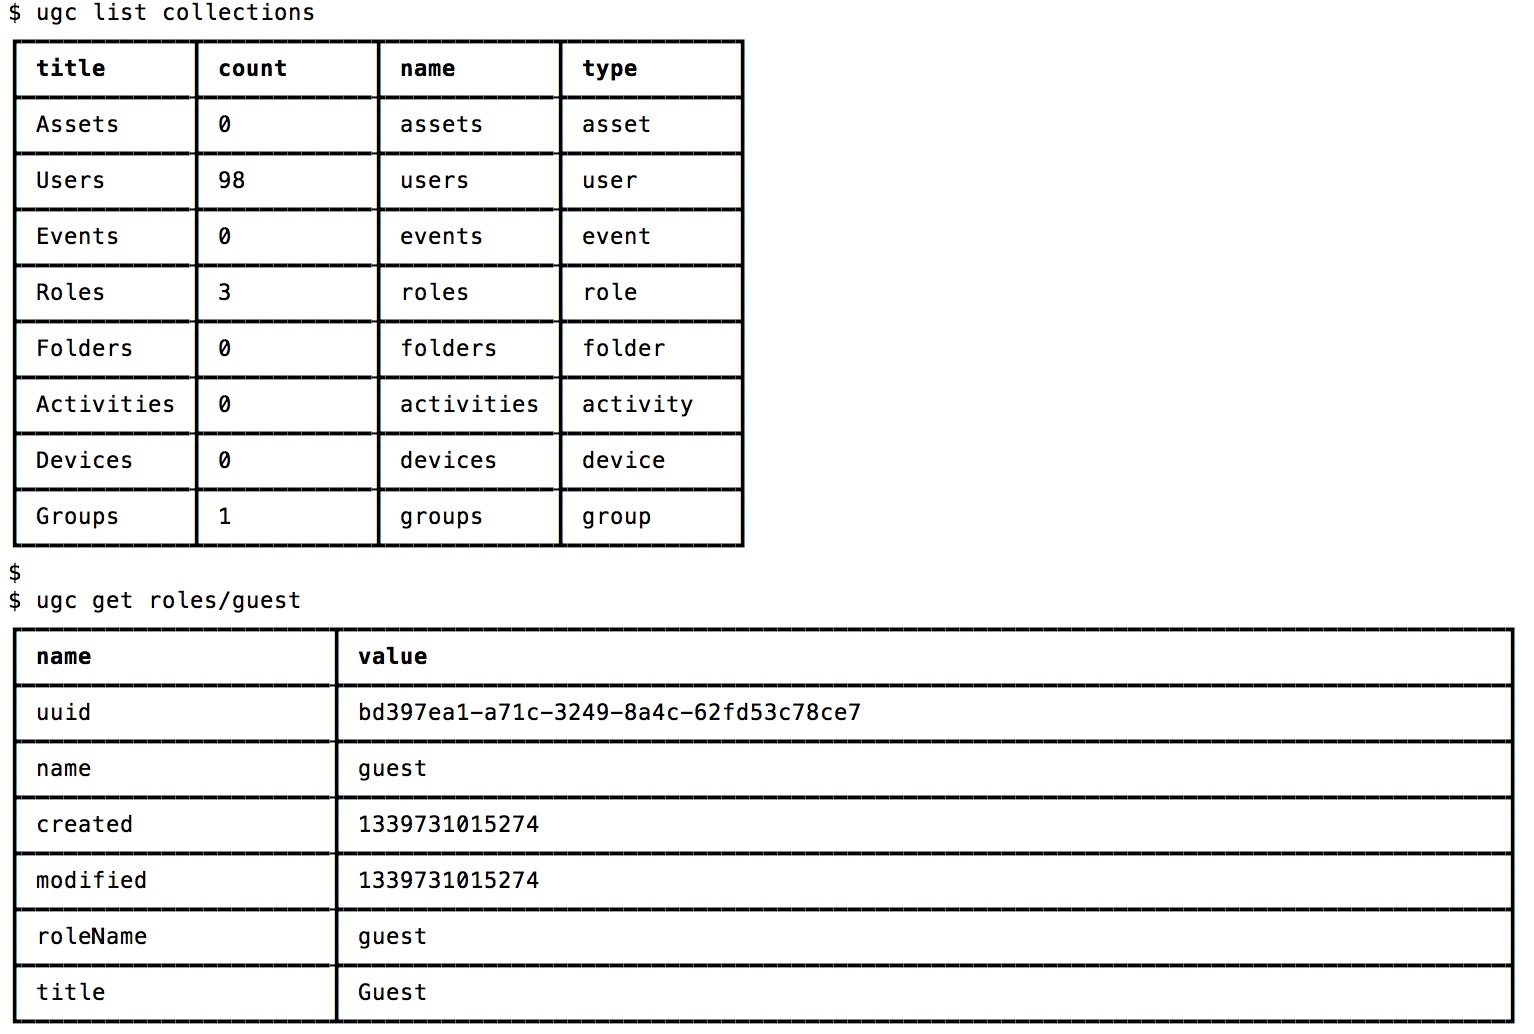 $ ugc list collections
title count name type
Assets 0 assets asset
Users 98 users user
Events 0 events event
Roles 3 roles role
Folders 0 folders folder
Activities 0 activities activity
Devices 0 devices device
Groups 1 groups group
$
$ ugc get roles/guest
name value
uuid bd397ea1-a71c-3249-8a4c-62fd53c78ce7
name guest
created 1339731015274
modified 1339731015274
roleName guest
title Guest